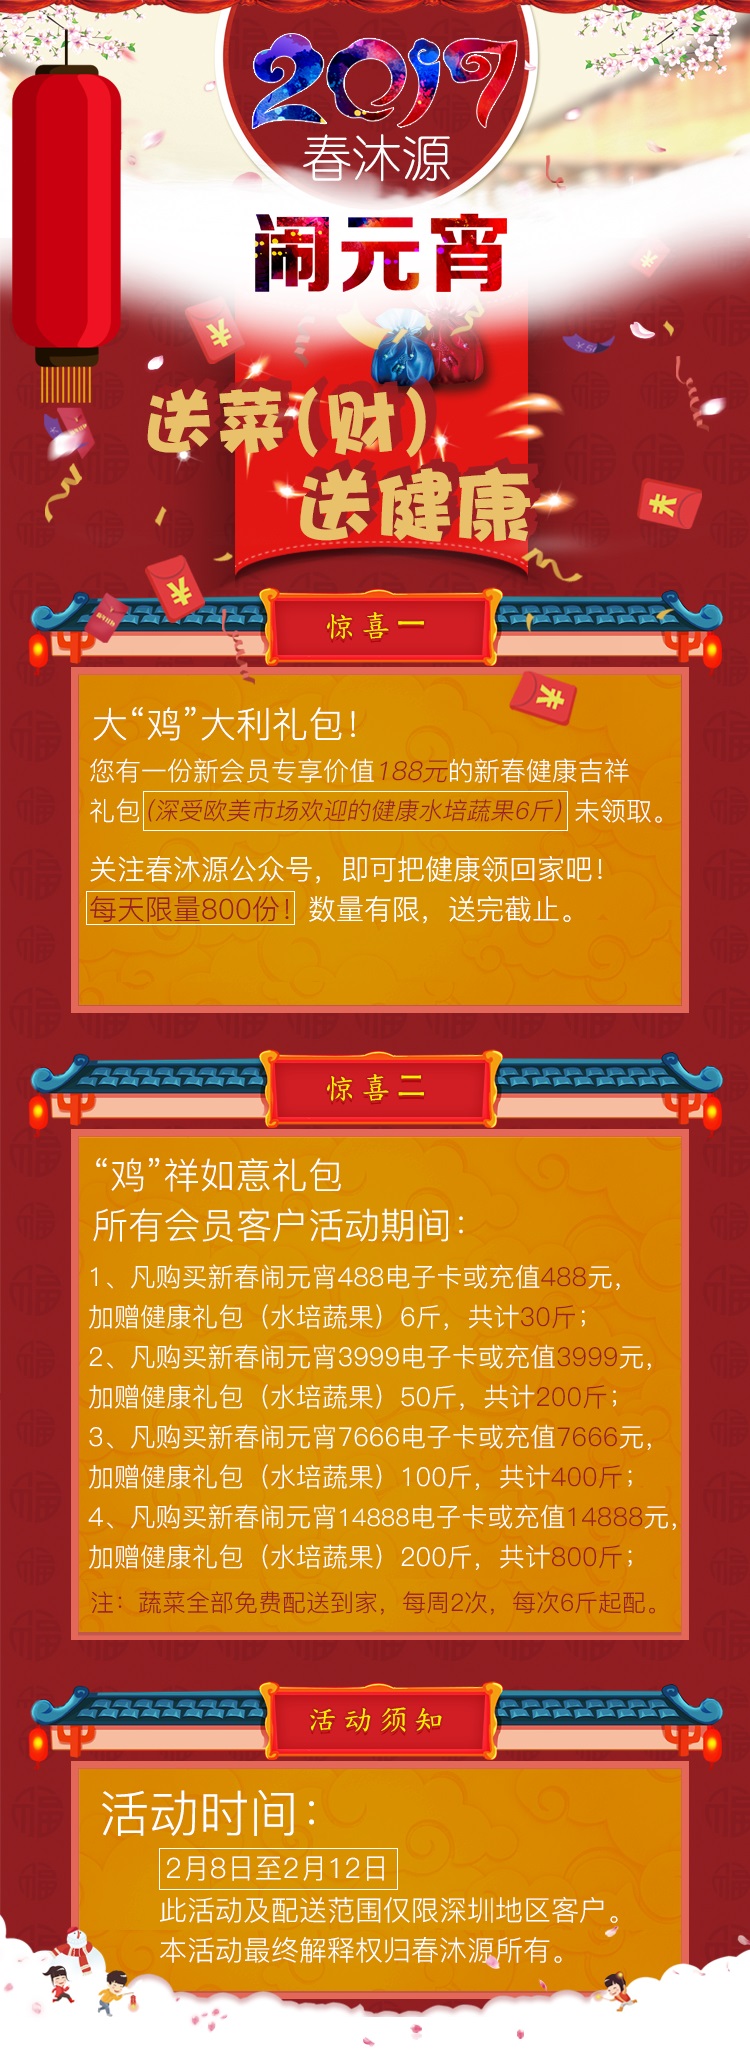 2017
春沐源
闹元宵
送菜(财)
送健康
惊喜一
大“鸡”大利礼包！
您有一份新会员专享价值188元的新春健康吉祥
礼包(深受欧美市场欢迎的健康水培蔬果6斤）未领取。
关注春沐源公众号，即可把健康领回家吧！
每天限量800份！数量有限，送完截止。
惊喜二
“鸡”祥如意礼包
所有会员客户活动期间：
1、凡购买新春闹元宵488电子卡或充值488元，
加赠健康礼包（水培蔬果）6斤，共计30斤；
2、凡购买新春闹元宵3999电子卡或充值3999元，
加赠健康礼包（水培蔬果）50斤，共计200斤；
3、凡购买新春闹元宵7666电子卡或充值7666元，
加赠健康礼包（水培蔬果）100斤，共计400斤；
4、凡购买新春闹元宵14888电子卡或充值14888元，
加赠健康礼包（水培蔬果）200斤，共计800斤；
注：蔬菜全部免费配送到家，每周2次，每次6斤起配。
活动须知
活动时间：
2月8日至2月12日
此活动及配送范围仅限深圳地区客户。
本活动最终解释权归春沐源所有。